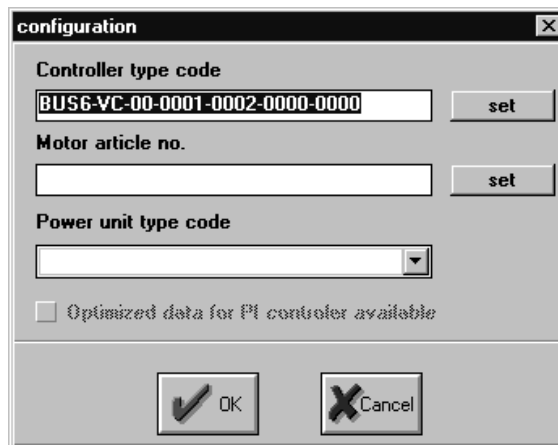 configuration
Controller type code
BUS6-VC-00-0001-0002-0000-0000
set
Motor article no.
set
Power unit type code
Optimized data for PI controler available
OK
Cancel